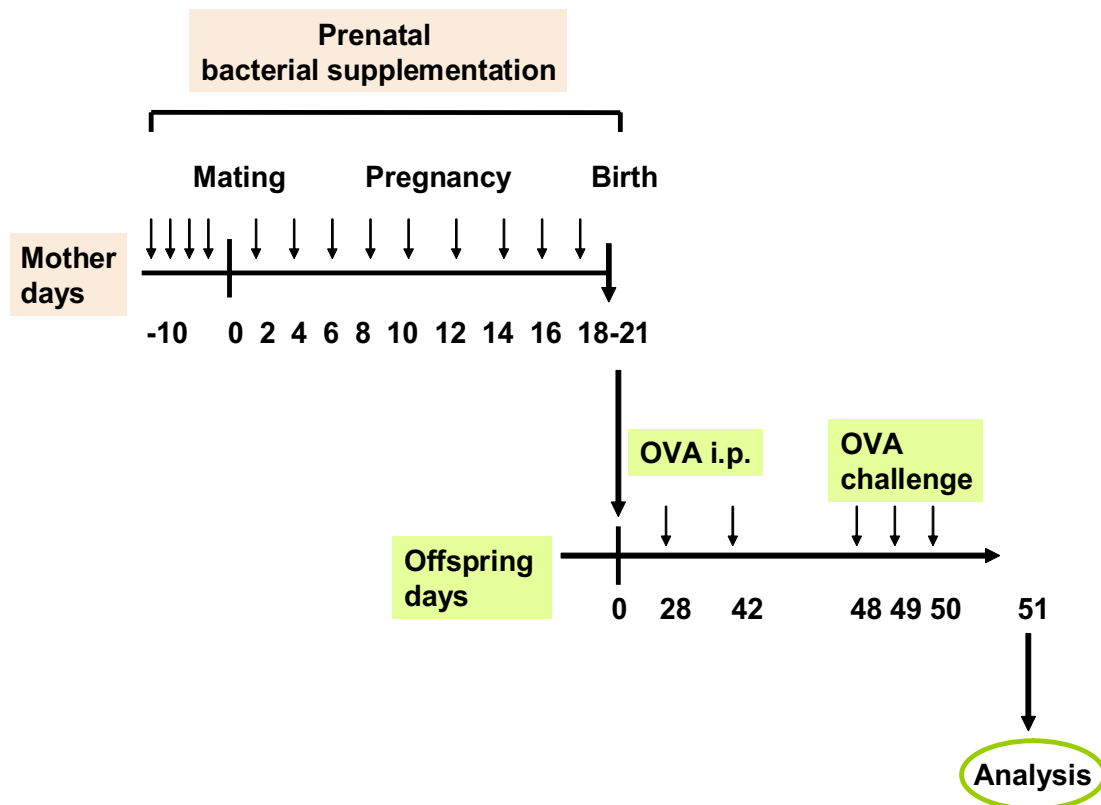 Prenatal
bacterial supplementation
Mating Pregnancy Birth
Mother
days
-10 0 2 4 6 8 10 12 14 16 18-21
OVA i.p.
OVA
challenge
Offspring
days
0 28 42 48 49 50 51
Analysis